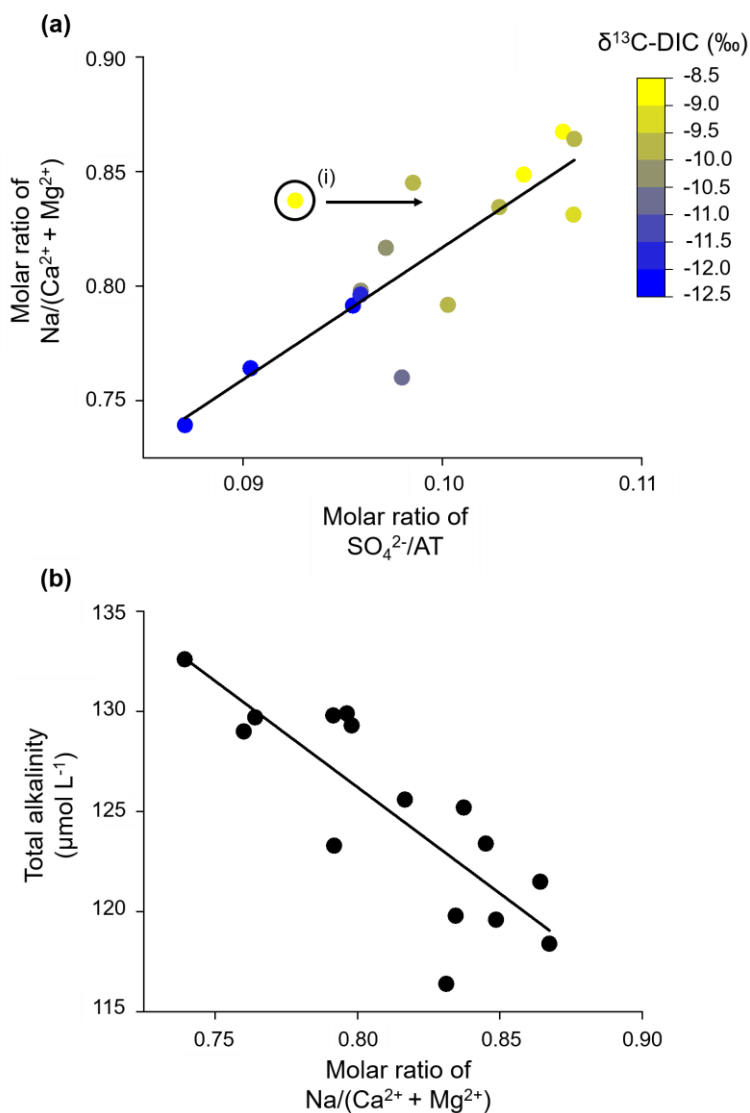 (a)
δ¹³C-DIC (‰)
0.90
0.85
0.80
0.75
Molar ratio of
Na/(Ca²⁺ + Mg²⁺)
(i)
-8.5
-9.0
-9.5
-10.0
-10.5
-11.0
-11.5
-12.0
-12.5
0.09
0.10
0.11
Molar ratio of
SO₄²⁻/AT
(b)
135
130
125
120
115
Total alkalinity
(µmol L⁻¹)
0.75
0.80
0.85
0.90
Molar ratio of
Na/(Ca²⁺ + Mg²⁺)